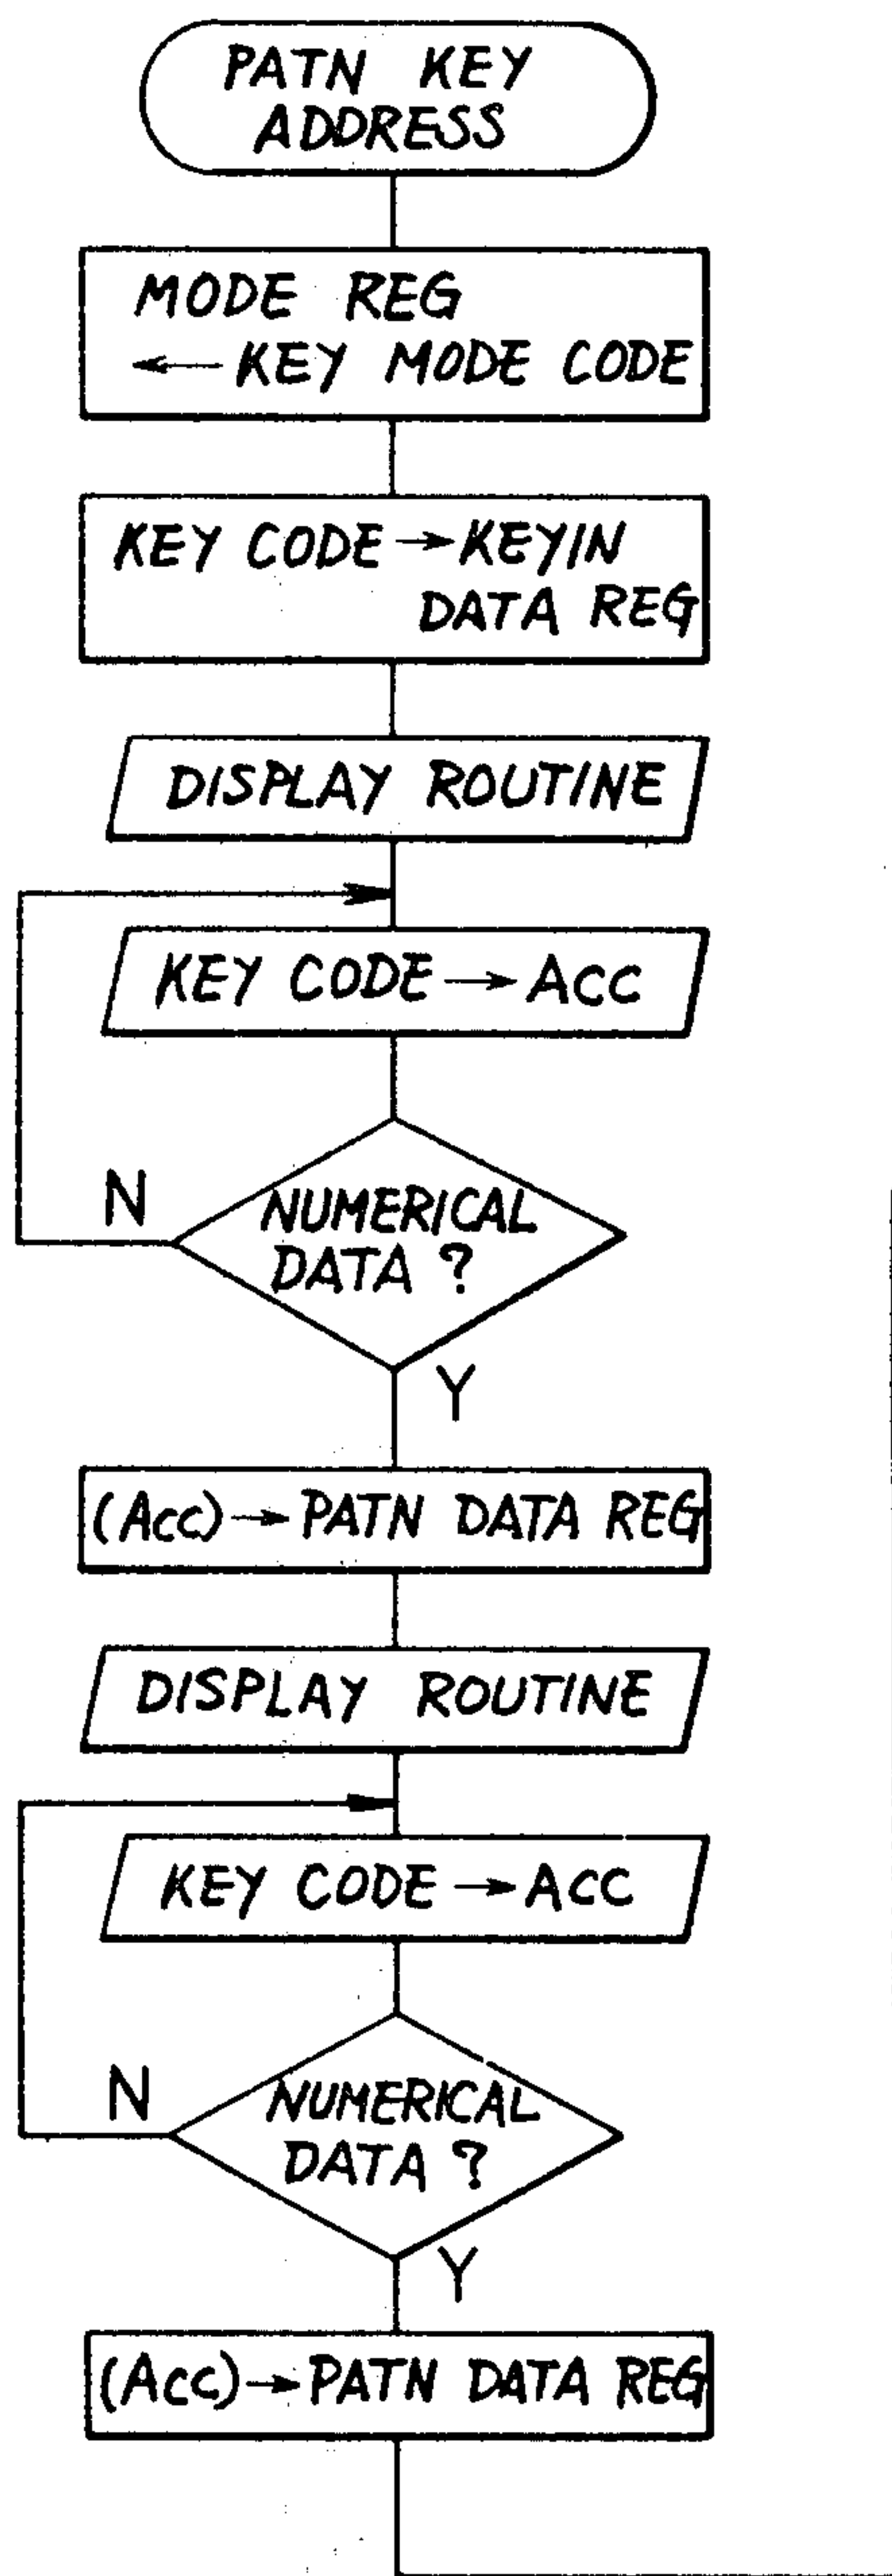 PATN KEY
ADDRESS
MODE REG
← KEY MODE CODE
KEY CODE → KEYIN
DATA REG
DISPLAY ROUTINE
KEY CODE → ACC
N
NUMERICAL
DATA ?
Y
(ACC) → PATN DATA REG
DISPLAY ROUTINE
KEY CODE → ACC
N
NUMERICAL
DATA ?
Y
(ACC) → PATN DATA REG